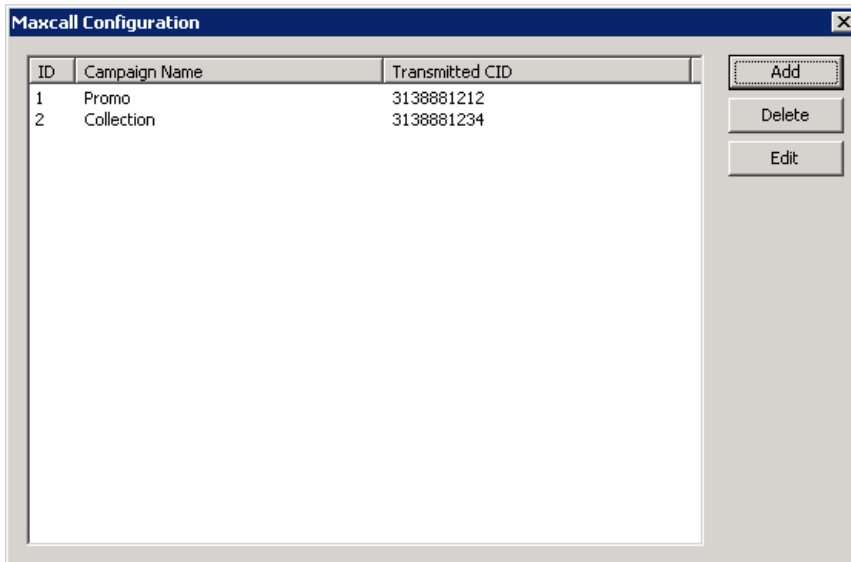 Maxcall Configuration
ID Campaign Name Transmitted CID
1 Promo 3138881212
2 Collection 3138881234
Add
Delete
Edit